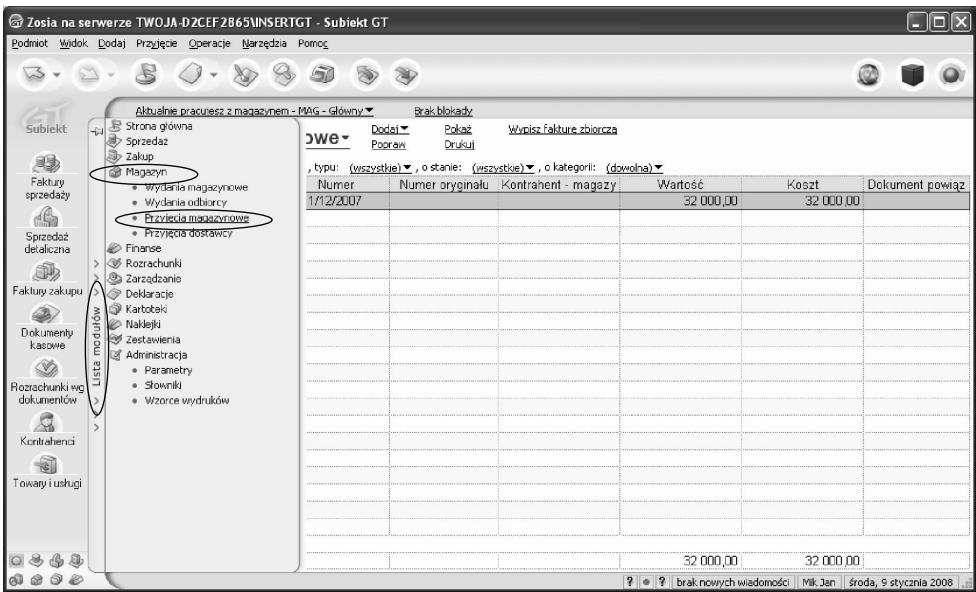 Zosia na serwerze TWOJA-D2CEF2865\INSERTGT - Subiekt GT
Podmiot Widok Dodaj Przyjęcie Operacje Narzędzia Pomoc
Aktualnie pracujesz z magazynem - MAG - Główny Brak blokady
Subiekt
Faktury
sprzedaży
Sprzedaż
detaliczna
Faktury zakupu
Dokumenty
kasowe
Rozrachunki wg
dokumentów
Kontrahenci
Towary i usługi
Lista modułów
Strona główna
Sprzedaż
Zakup
Magazyn
Wydania magazynowe
Wydania odbiorcy
Przyjęcia magazynowe
Przyjęcia dostawcy
Finanse
Rozrachunki
Zarządzanie
Deklaracje
Kartoteki
Naklejki
Zestawienia
Administracja
Parametry
Słowniki
Wzorce wydruków
owe Dodaj Pokaż Wypisz fakturę zbiorczą
Popraw Drukuj
, typu: (wszystkie) , o stanie: (wszystkie) , o kategorii: (dowolna)
Numer Numer oryginału Kontrahent - magazy Wartość Koszt Dokument powiąz
1/12/2007 32 000,00 32 000,00
32 000,00 32 000,00
brak nowych wiadomości Mik Jan środa, 9 stycznia 2008